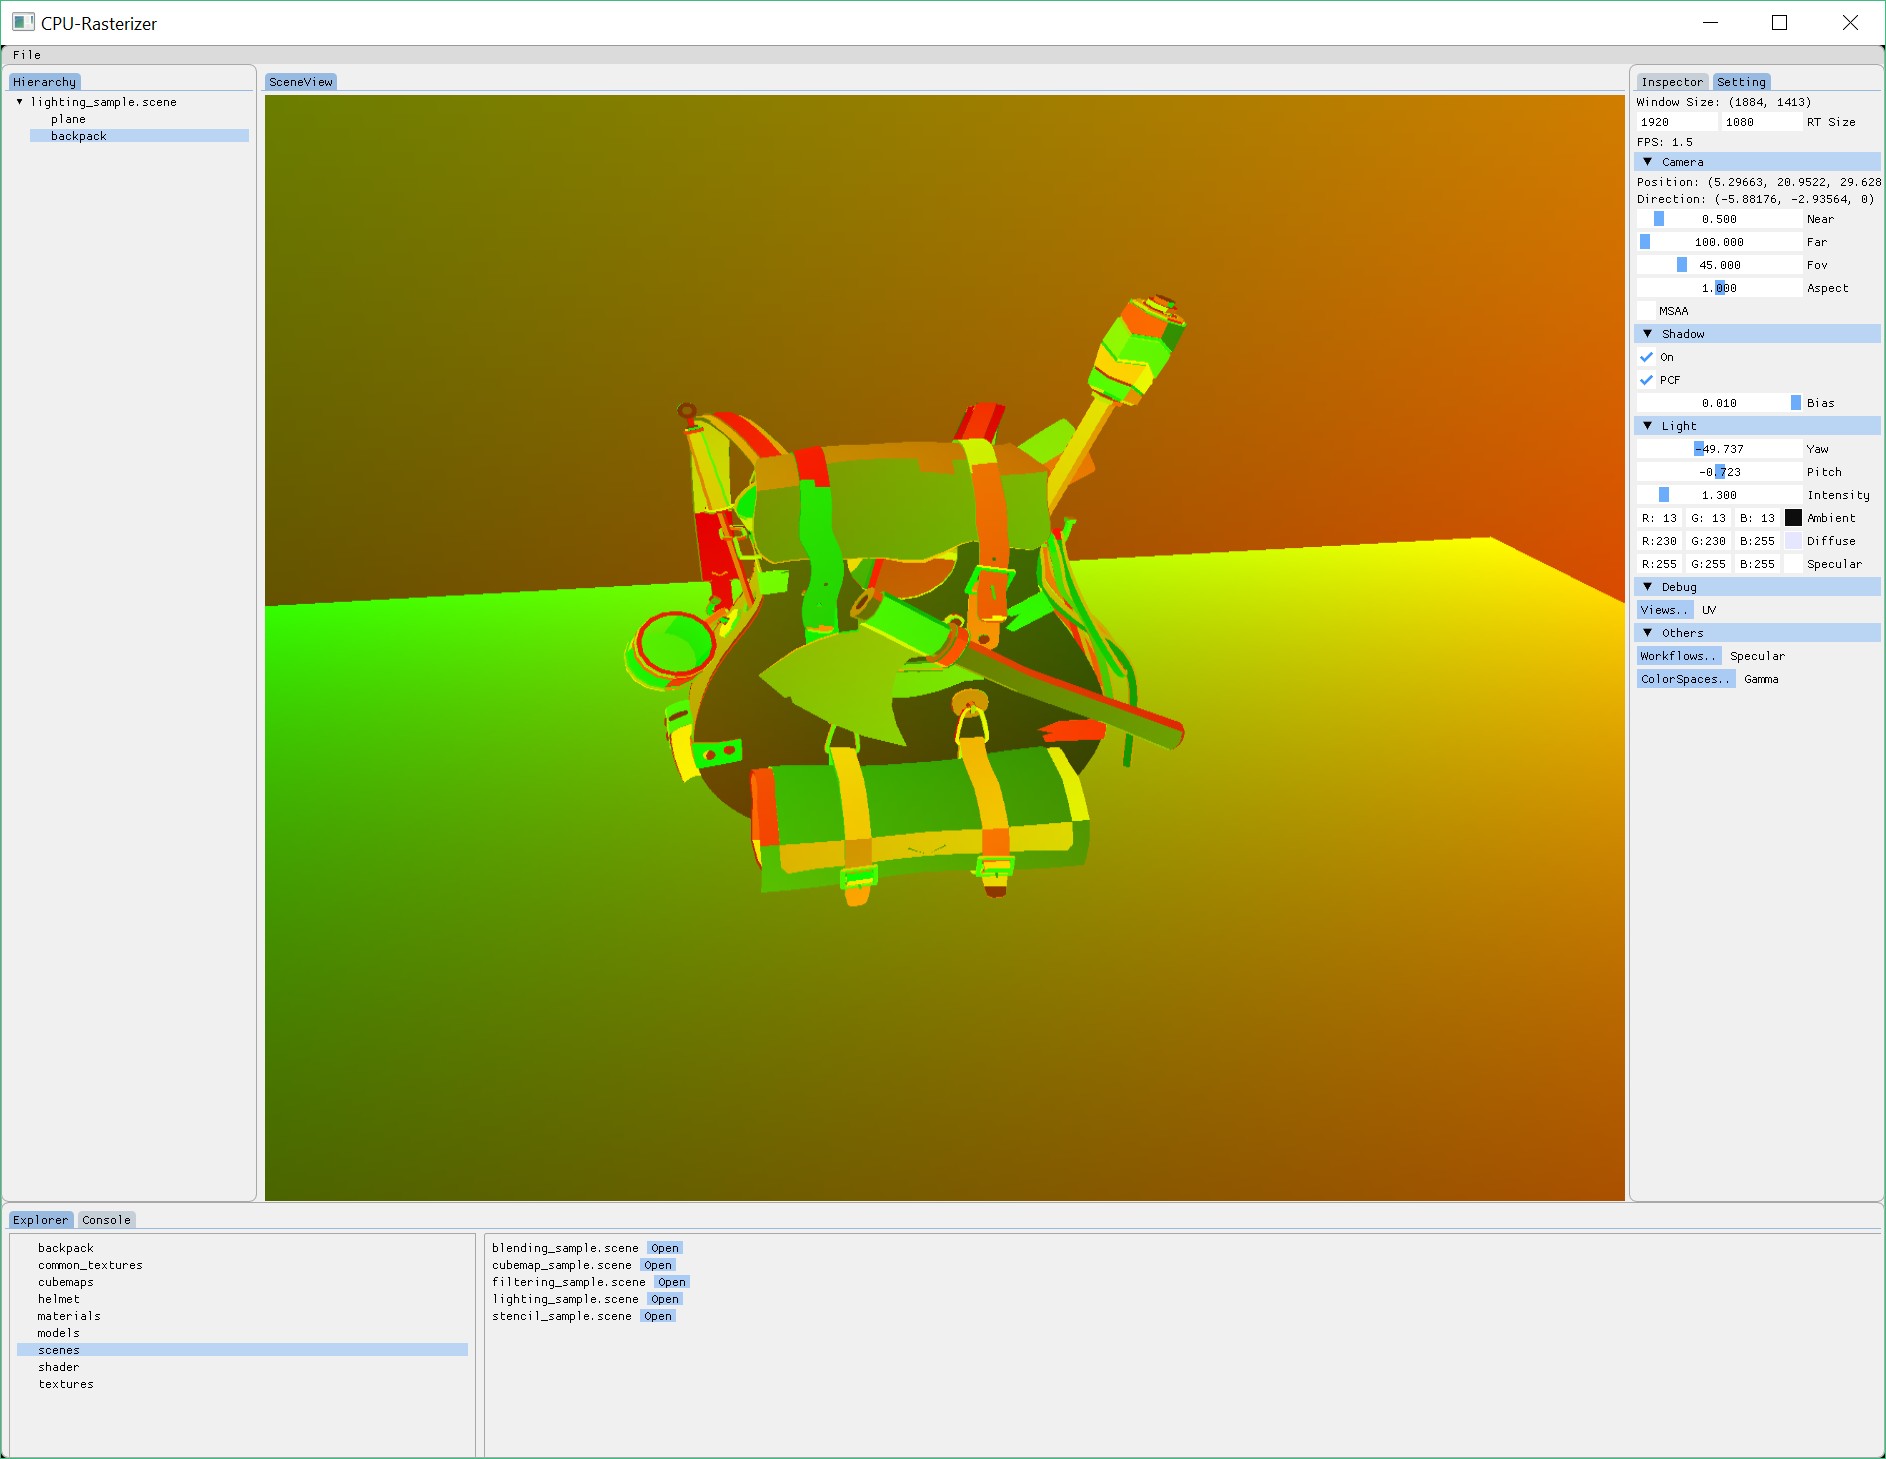 CPU-Rasterizer
File
Hierarchy
lighting_sample.scene
plane
backpack
SceneView
Inspector Setting
Window Size: (1884, 1413)
1920 1080 RT Size
FPS: 1.5
Camera
Position: (5.29663, 20.9522, 29.628
Direction: (-5.88176, -2.93564, 0)
0.500 Near
100.000 Far
45.000 Fov
1.000 Aspect
MSAA
Shadow
On
PCF
0.010 Bias
Light
-49.737 Yaw
-0.723 Pitch
1.300 Intensity
R: 13 G: 13 B: 13 Ambient
R:230 G:230 B:255 Diffuse
R:255 G:255 B:255 Specular
Debug
Views.. UV
Others
Workflows.. Specular
ColorSpaces.. Gamma
Explorer Console
backpack
common_textures
cubemaps
helmet
materials
models
scenes
shader
textures
blending_sample.scene Open
cubemap_sample.scene Open
filtering_sample.scene Open
lighting_sample.scene Open
stencil_sample.scene Open